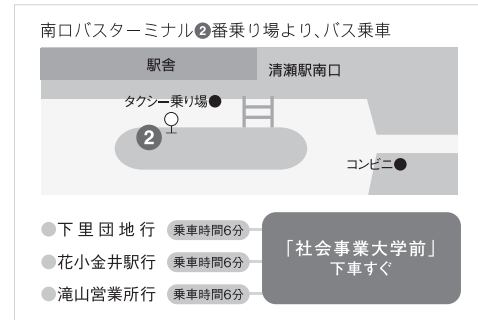 南口バスターミナル❷番乗り場より、バス乗車
駅舎
清瀬駅南口
タクシー乗り場●
2
コンビニ●
●下里団地行 乗車時間6分
●花小金井駅行 乗車時間6分
●滝山営業所行 乗車時間6分
「社会事業大学前」
下車すぐ